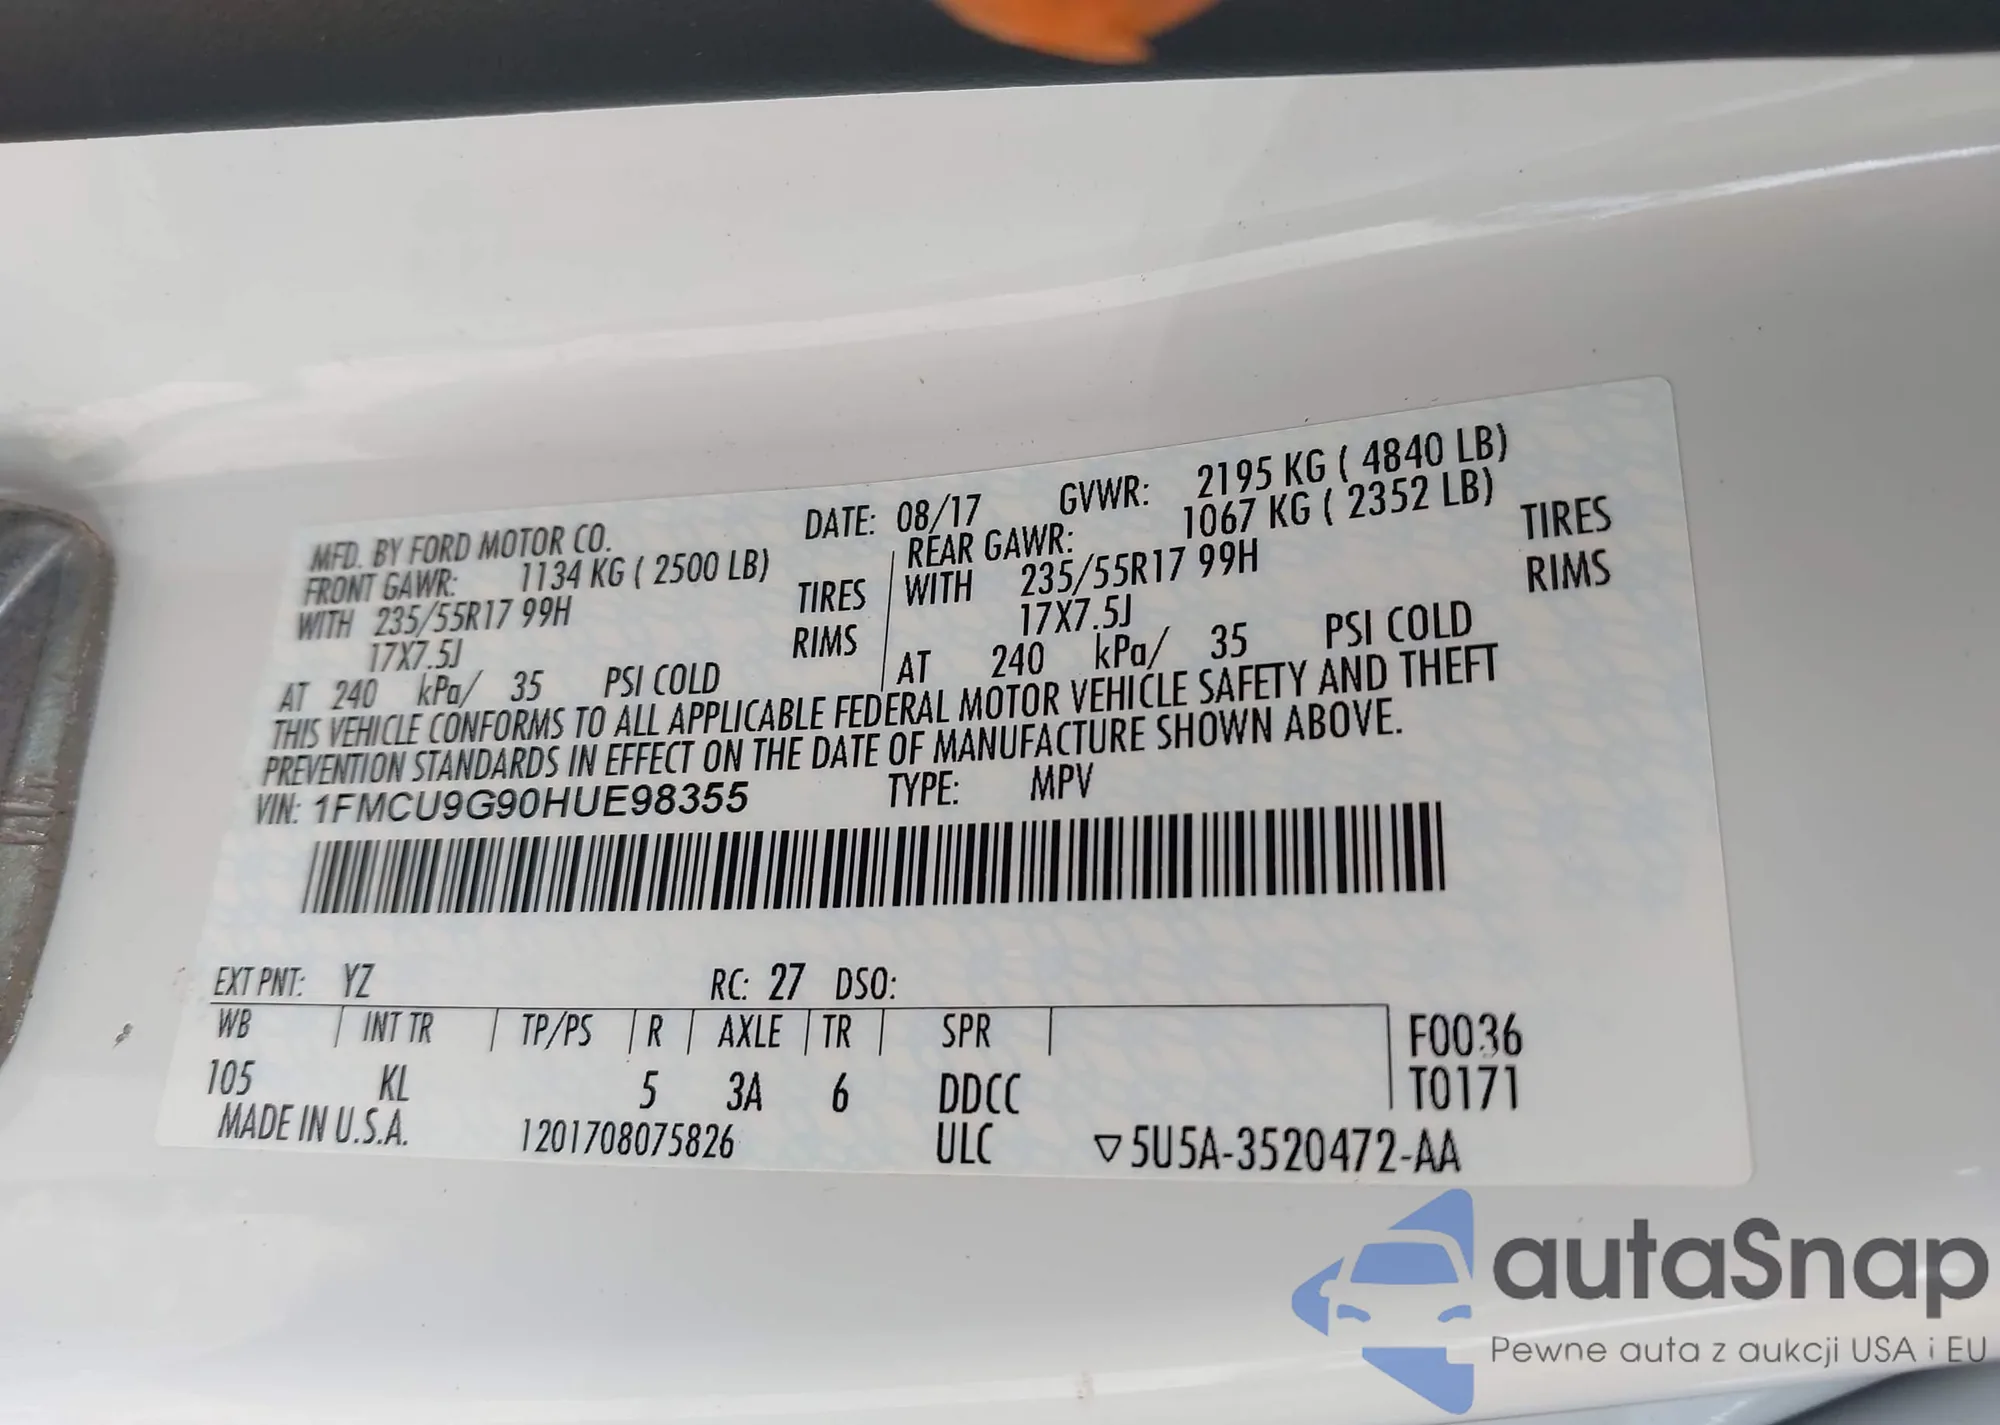 MFD. BY FORD MOTOR CO. DATE: 08/17 GVWR: 2195 KG ( 4840 LB)
FRONT GAWR: 1134 KG ( 2500 LB) REAR GAWR: 1067 KG ( 2352 LB)
WITH 235/55R17 99H TIRES WITH 235/55R17 99H TIRES
17X7.5J RIMS 17X7.5J RIMS
AT 240 kPa/ 35 PSI COLD AT 240 kPa/ 35 PSI COLD
THIS VEHICLE CONFORMS TO ALL APPLICABLE FEDERAL MOTOR VEHICLE SAFETY AND THEFT
PREVENTION STANDARDS IN EFFECT ON THE DATE OF MANUFACTURE SHOWN ABOVE.
VIN: 1FMCU9G90HUE98355 TYPE: MPV
EXT PNT: YZ RC: 27 DSO:
WB INT TR TP/PS R AXLE TR SPR F0036
105 KL 5 3A 6 DDCC T0171
MADE IN U.S.A. 1201708075826 ULC ▽5U5A-3520472-AA
autaSnap
Pewne auta z aukcji USA i EU